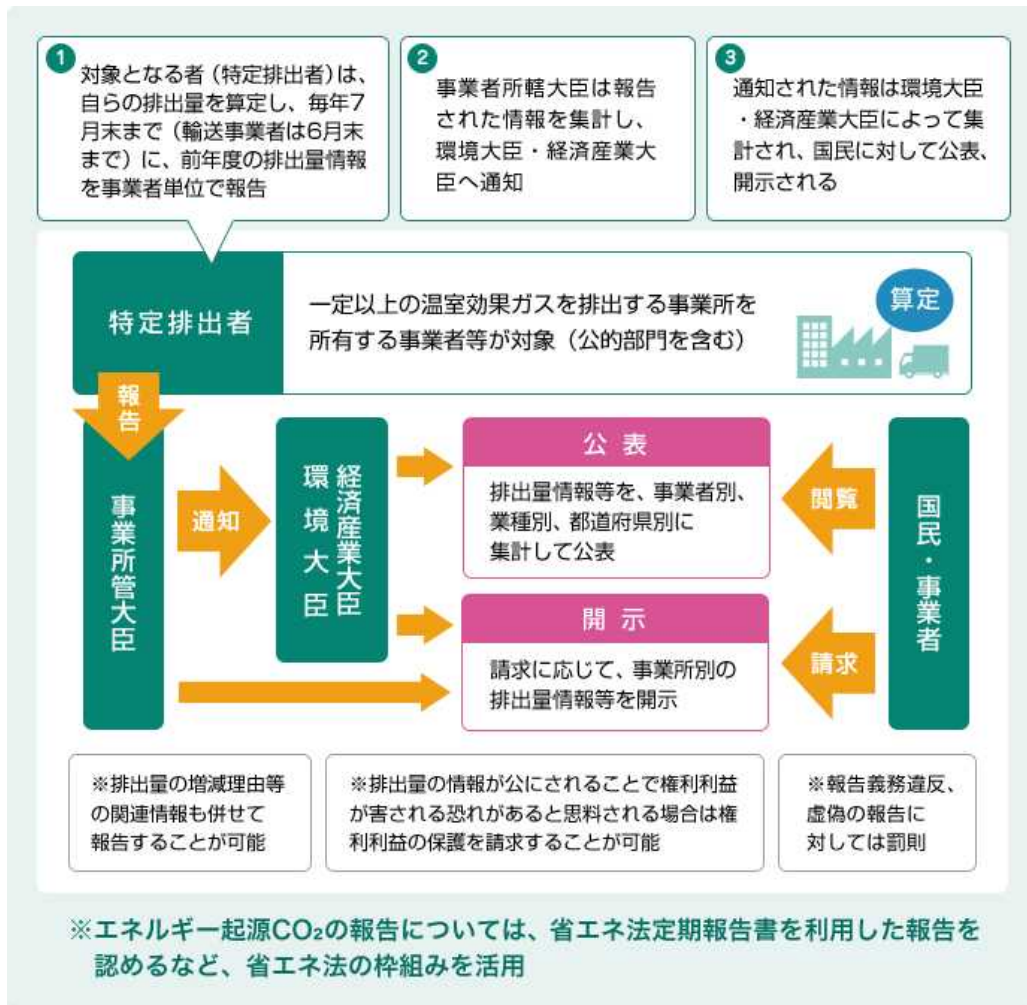 1
対象となる者（特定排出者）は、
自らの排出量を算定し、毎年7
月末まで（輸送事業者は6月末
まで）に、前年度の排出量情報
を事業者単位で報告
2
事業者所轄大臣は報告
された情報を集計し、
環境大臣・経済産業大
臣へ通知
3
通知された情報は環境大臣
・経済産業大臣によって集
計され、国民に対して公表、
開示される
特定排出者
一定以上の温室効果ガスを排出する事業所を
所有する事業者等が対象（公的部門を含む）
算定
報告
事業所管大臣
通知
経済産業大臣
環境大臣
公表
排出量情報等を、事業者別、
業種別、都道府県別に
集計して公表
閲覧
国民・事業者
開示
請求に応じて、事業所別の
排出量情報等を開示
請求
※排出量の増減理由等
の関連情報も併せて
報告することが可能
※排出量の情報が公にされることで権利利益
が害される恐れがあると思料される場合は権
利利益の保護を請求することが可能
※報告義務違反、
虚偽の報告に
対しては罰則
※エネルギー起源CO₂の報告については、省エネ法定期報告書を利用した報告を
認めるなど、省エネ法の枠組みを活用